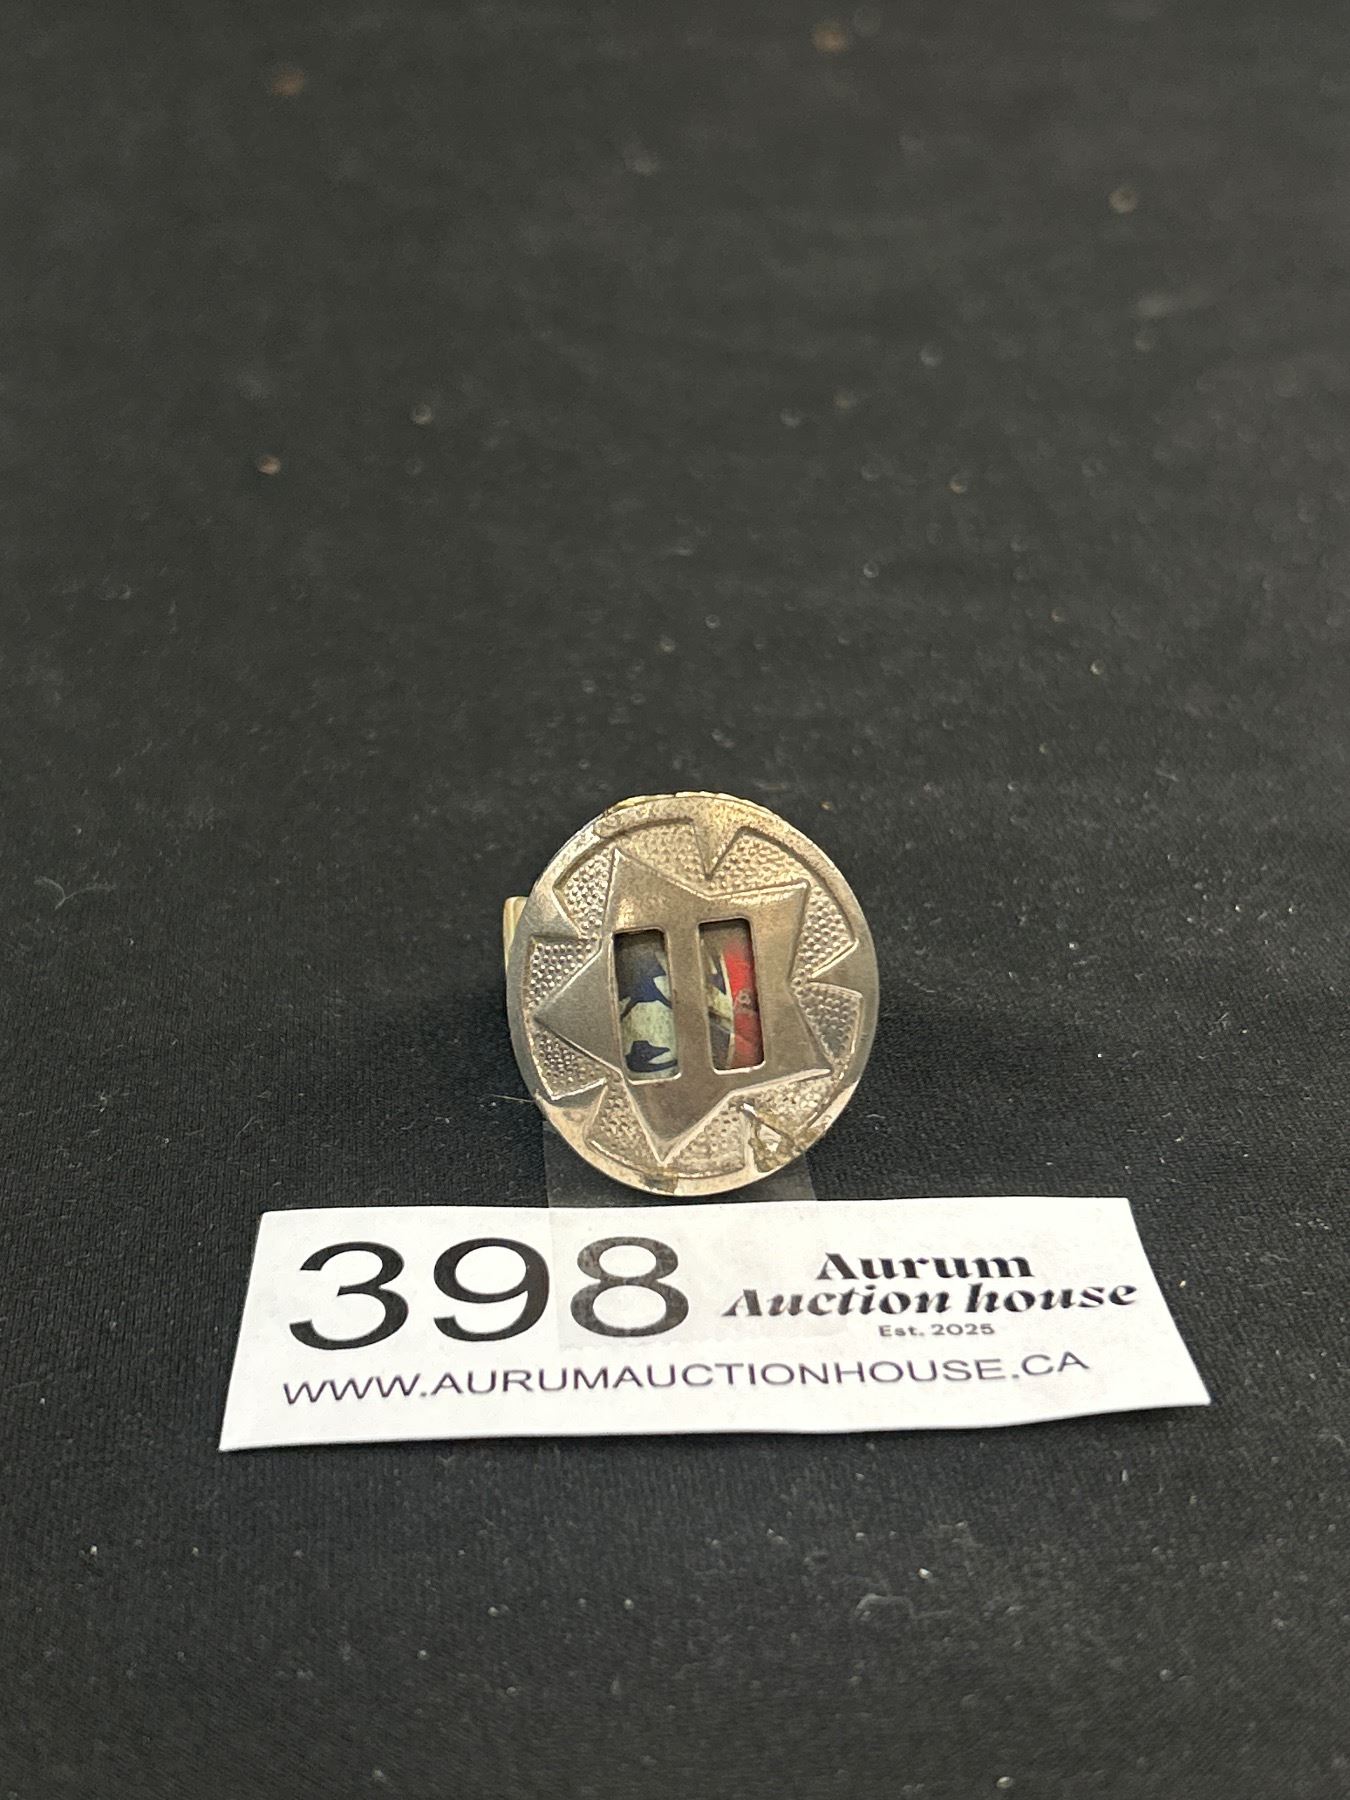 398
Aurum
Auction house
Est. 2025
WWW.AURUMAUCTIONHOUSE.CA